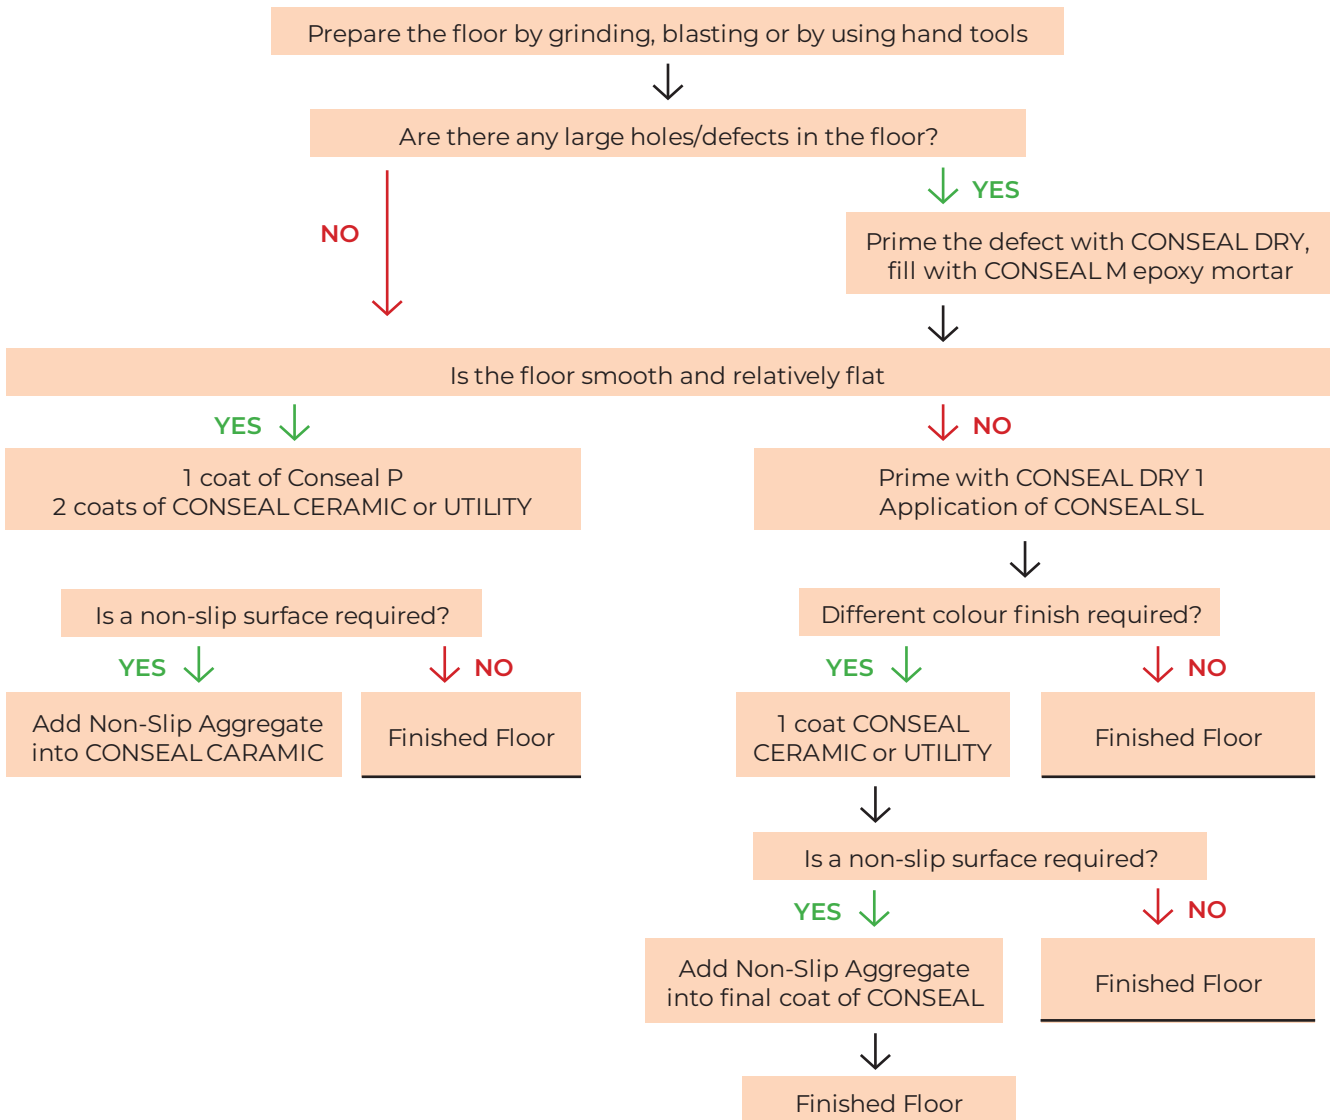 Prepare the floor by grinding, blasting or by using hand tools
Are there any large holes/defects in the floor?
NO
YES
Prime the defect with CONSEAL DRY,
fill with CONSEAL M epoxy mortar
Is the floor smooth and relatively flat
YES
NO
1 coat of Conseal P
2 coats of CONSEAL CERAMIC or UTILITY
Prime with CONSEAL DRY 1
Application of CONSEAL SL
Is a non-slip surface required?
Different colour finish required?
YES
NO
YES
NO
Add Non-Slip Aggregate
into CONSEAL CARAMIC
Finished Floor
1 coat CONSEAL
CERAMIC or UTILITY
Finished Floor
Is a non-slip surface required?
YES
NO
Add Non-Slip Aggregate
into final coat of CONSEAL
Finished Floor
Finished Floor